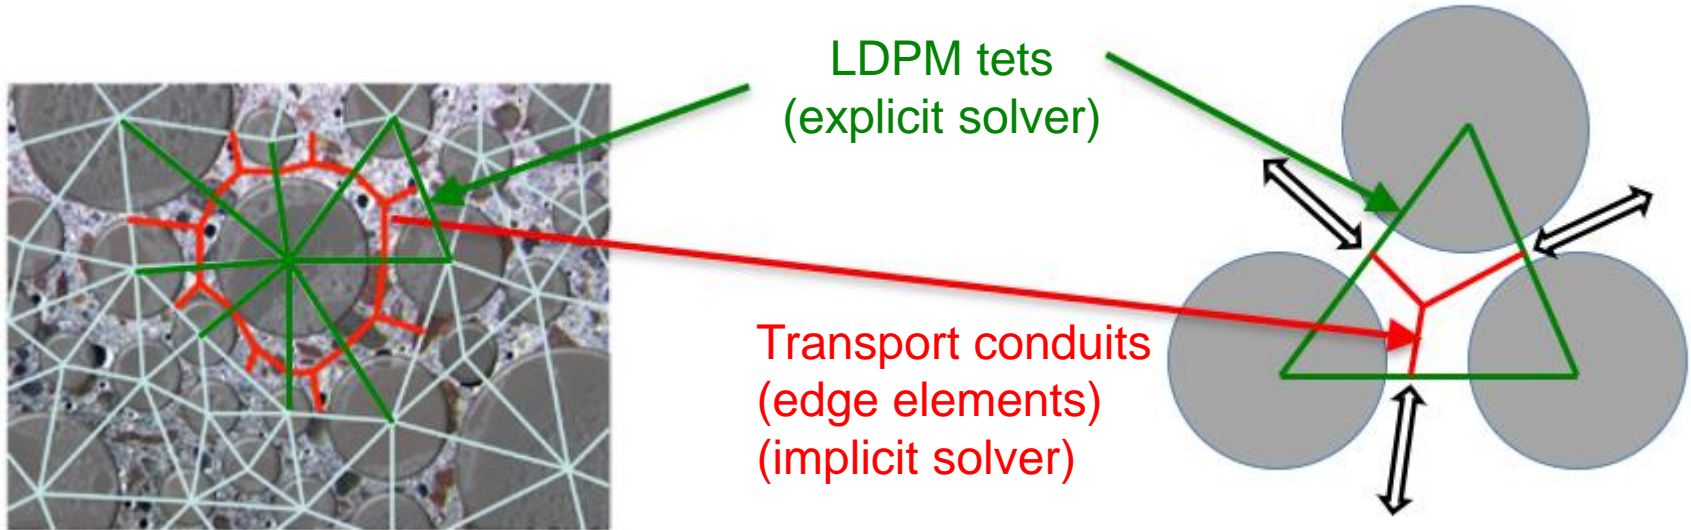 LDPM tets
(explicit solver)
Transport conduits
(edge elements)
(implicit solver)